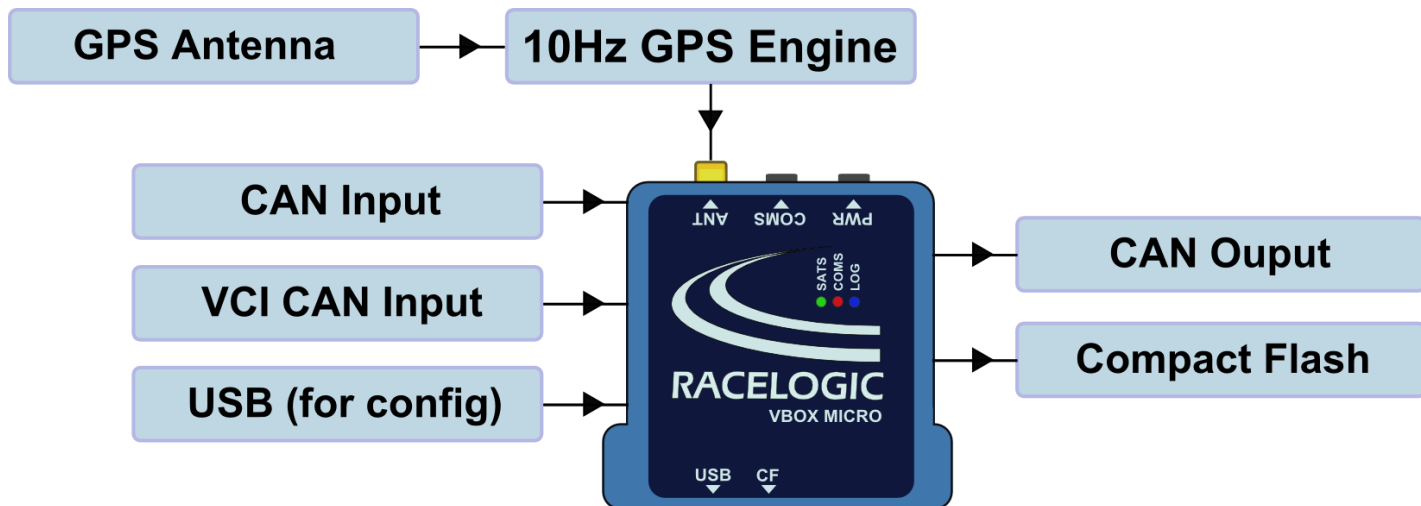 GPS Antenna
10Hz GPS Engine
CAN Input
VCI CAN Input
USB (for config)
ANT
COMS
PWR
SATS
COMS
LOG
RACELOGIC
VBOX MICRO
USB CF
CAN Ouput
Compact Flash